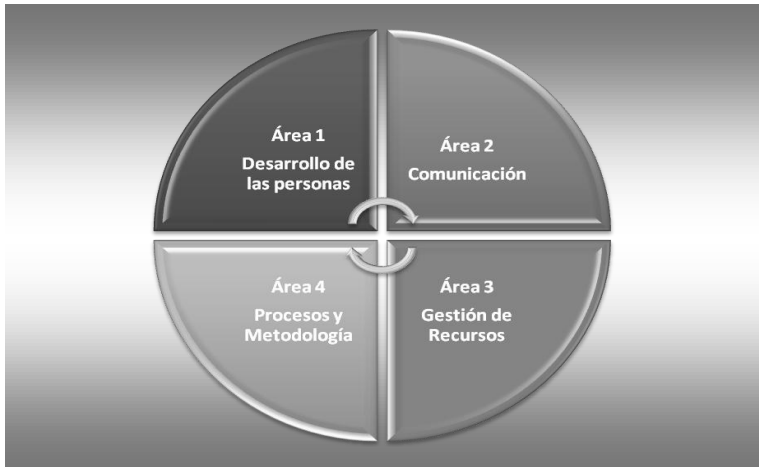 Área 1
Desarrollo de
las personas
Área 2
Comunicación
Área 4
Procesos y
Metodología
Área 3
Gestión de
Recursos